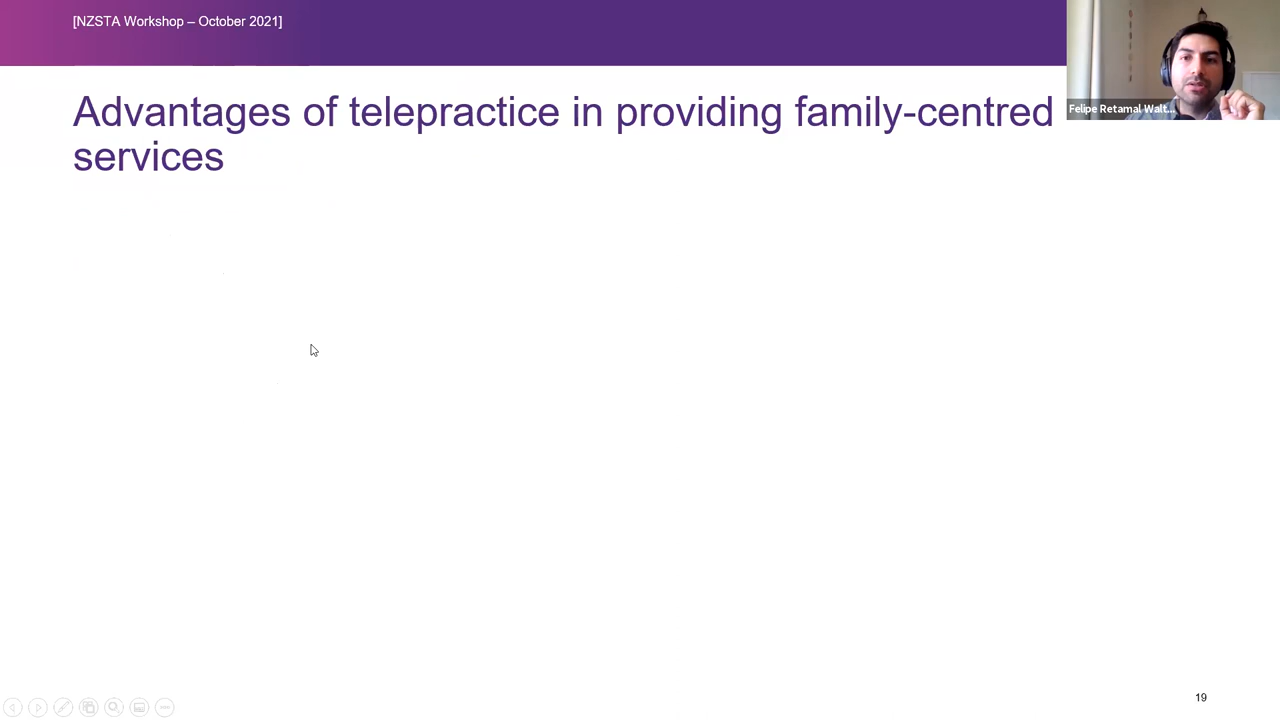 [NZSTA Workshop – October 2021]
Felipe Retamal Walt...
Advantages of telepractice in providing family-centred
services
19